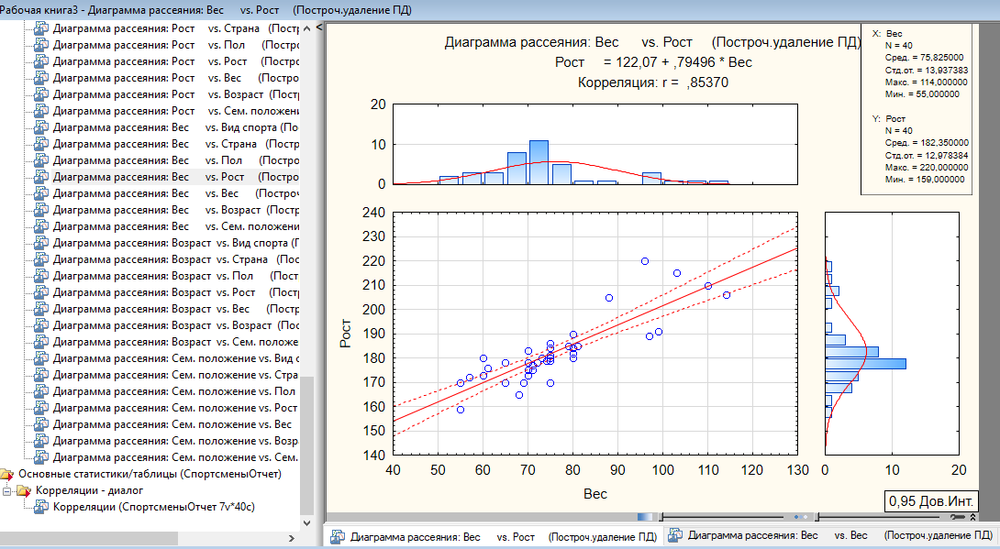 Рабочая книга3 - Диаграмма рассеяния: Вес vs. Рост (Построч.удаление ПД)
Диаграмма рассеяния: Рост vs. Страна (Постр
Диаграмма рассеяния: Рост vs. Пол (Постро
Диаграмма рассеяния: Рост vs. Рост (Постро
Диаграмма рассеяния: Рост vs. Вес (Построч
Диаграмма рассеяния: Рост vs. Возраст (Пост
Диаграмма рассеяния: Рост vs. Сем. положени
Диаграмма рассеяния: Вес vs. Вид спорта (По
Диаграмма рассеяния: Вес vs. Страна (Постр
Диаграмма рассеяния: Вес vs. Пол (Построч
Диаграмма рассеяния: Вес vs. Рост (Построч
Диаграмма рассеяния: Вес vs. Вес (Построч
Диаграмма рассеяния: Вес vs. Возраст (Постр
Диаграмма рассеяния: Вес vs. Сем. положени
Диаграмма рассеяния: Возраст vs. Вид спорта (Г
Диаграмма рассеяния: Возраст vs. Страна (Пос
Диаграмма рассеяния: Возраст vs. Пол (Пост
Диаграмма рассеяния: Возраст vs. Рост (Постр
Диаграмма рассеяния: Возраст vs. Вес (Постр
Диаграмма рассеяния: Возраст vs. Возраст (Пос
Диаграмма рассеяния: Возраст vs. Сем. положе
Диаграмма рассеяния: Сем. положение vs. Вид с
Диаграмма рассеяния: Сем. положение vs. Стра
Диаграмма рассеяния: Сем. положение vs. Пол
Диаграмма рассеяния: Сем. положение vs. Рост
Диаграмма рассеяния: Сем. положение vs. Вес
Диаграмма рассеяния: Сем. положение vs. Возр
Диаграмма рассеяния: Сем. положение vs. Сем.
Основные статистики/таблицы (СпортсменыОтчет)
Корреляции - диалог
Корреляции (СпортсменыОтчет 7v*40c)
Диаграмма рассеяния: Вес vs. Рост (Построч.удаление ПД)
Рост = 122,07 + ,79496 * Вес
Корреляция: r = ,85370
X: Вес
N = 40
Сред. = 75,825000
Стд.от. = 13,937383
Макс. = 114,000000
Мин. = 55,000000
Y: Рост
N = 40
Сред. = 182,350000
Стд.от. = 12,978384
Макс. = 220,000000
Мин. = 159,000000
20
10
0
240
230
220
210
200
190
180
170
160
150
140
Рост
40 50 60 70 80 90 100 110 120 130
Вес
0 10 20
0,95 Дов.Инт.
Диаграмма рассеяния: Вес vs. Рост (Построч.удаление ПД)
Диаграмма рассеяния: Вес vs. Вес (Построч.удаление ПД)